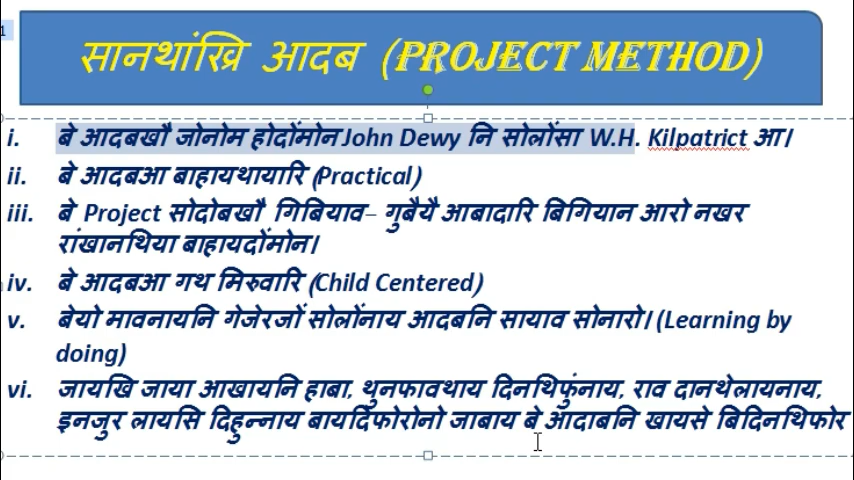 1
सानथांख्रि आदब (PROJECT METHOD)
i. बे आदबखौ जोनोम होदोंमोन John Dewy नि सोलोंसा W.H. Kilpatrict आ।
ii. बे आदबआ बाहायथायारि (Practical)
iii. बे Project सोदोबखौ गिबियाव– गुबैयै आबादारि बिगियान आरो नखर
रांखानथिया बाहायदोंमोन।
iv. बे आदबआ गथ मिरुवारि (Child Centered)
v. बेयो मावनायनि गेजेरजों सोलोंनाय आदबनि सायाव सोनारो। (Learning by
doing)
vi. जायखि जाया आखायनि हाबा, थुनफावथाय दिनथिफुंनाय, राव दानथेलायनाय,
इनजुर लायसि दिहुन्नाय बायदिफोरोनो जाबाय बे आदाबनि खायसे बिदिनथिफोर